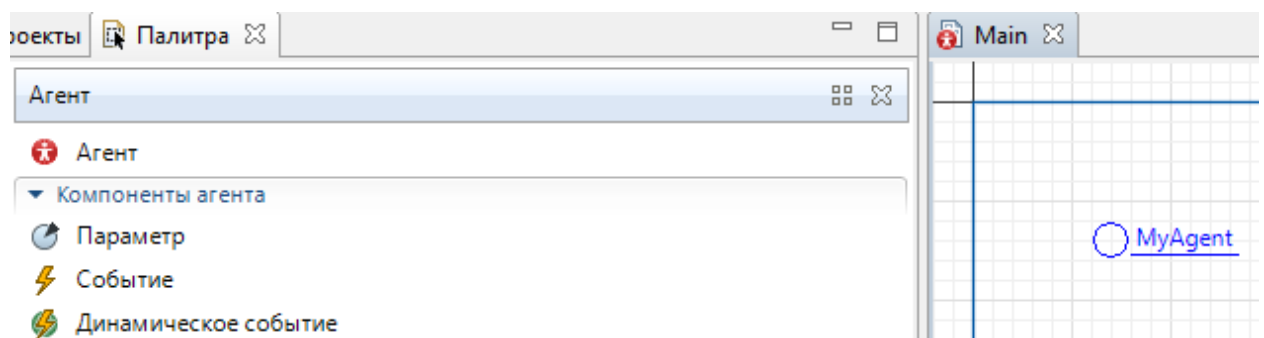 роекты Палитра Main
Агент
Агент
Компоненты агента
Параметр
Событие
Динамическое событие
MyAgent